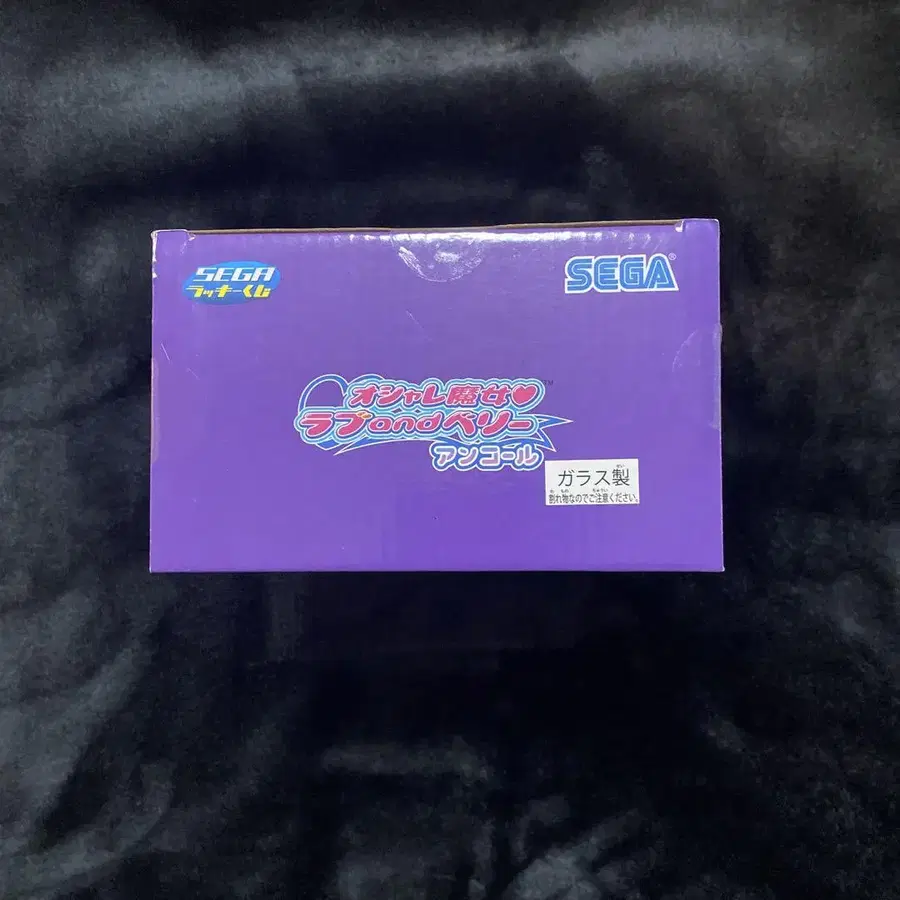 SEGA
ラッキーくじ
SEGA®
オシャレ魔女♥
ラブandベリー™
アンコール
ガラス製
割れ物なのでご注意ください。